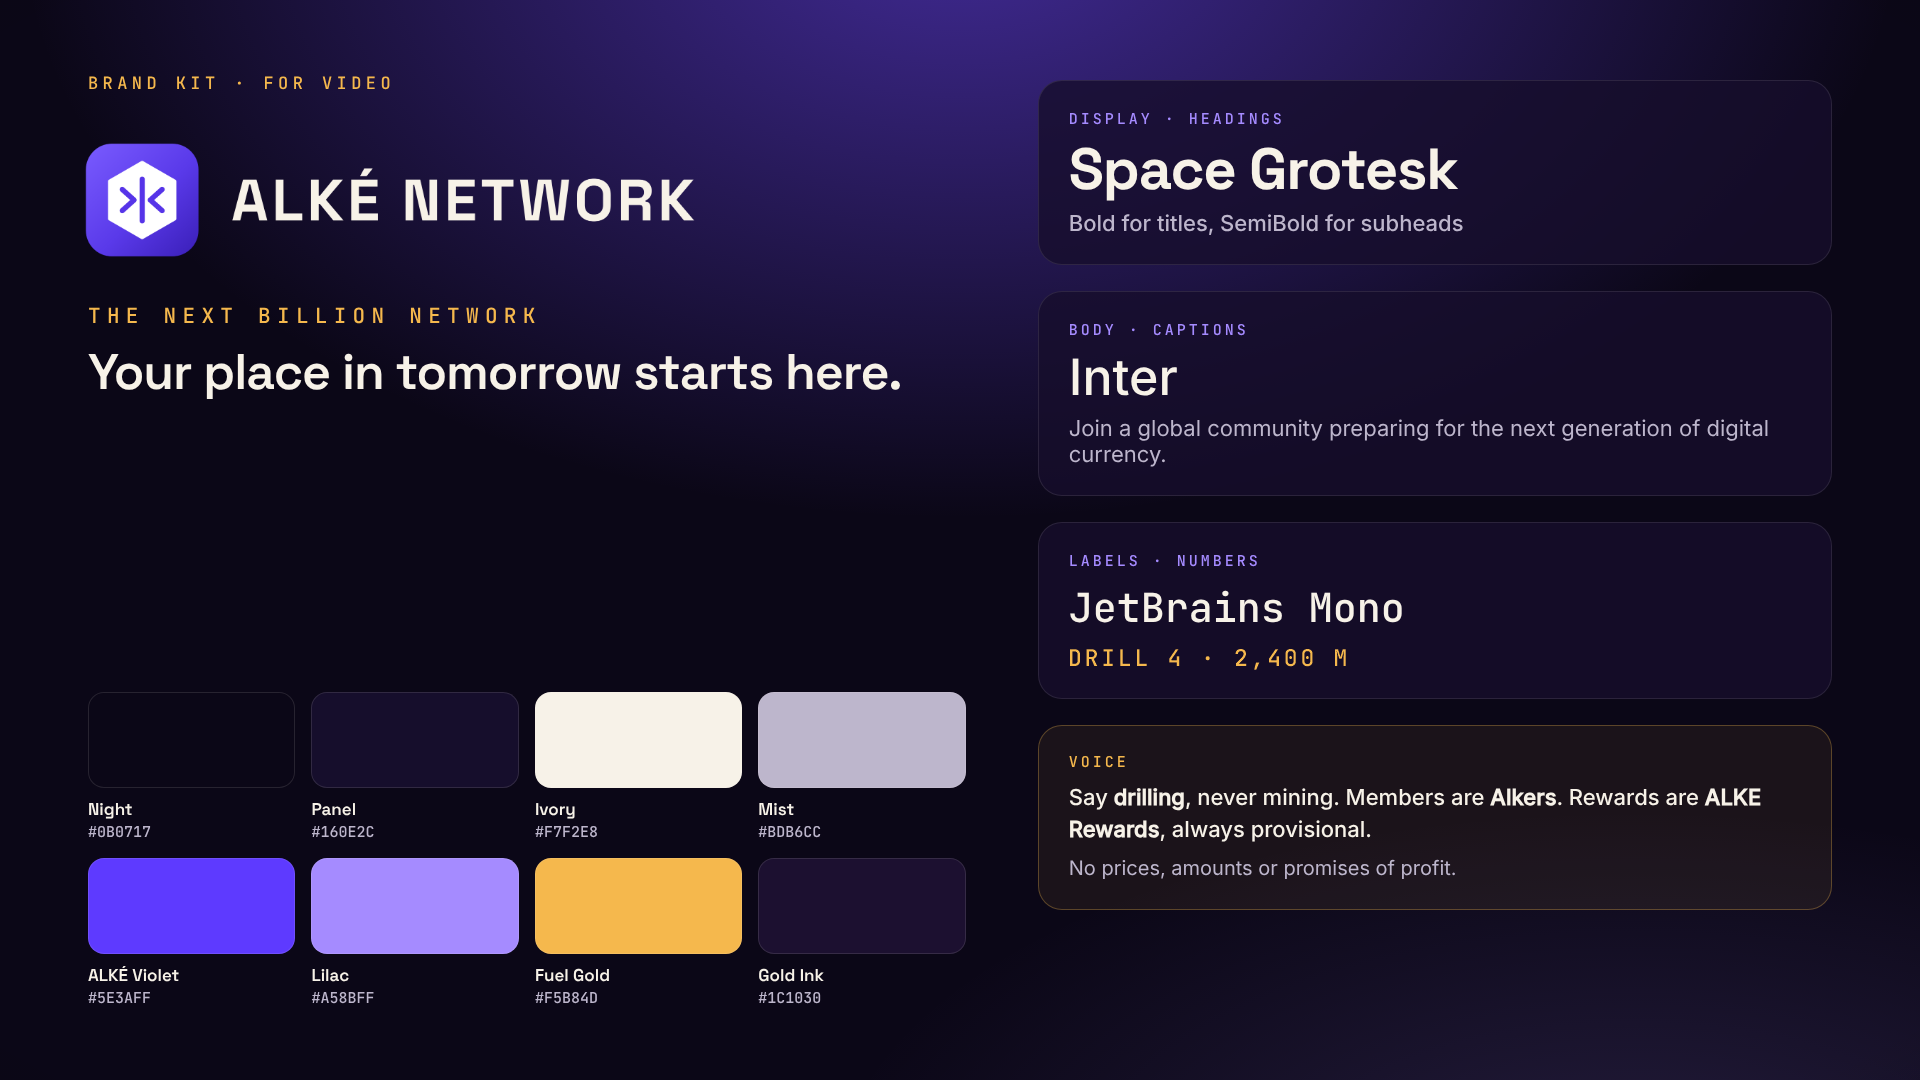 BRAND KIT · FOR VIDEO
ALKÉ NETWORK
THE NEXT BILLION NETWORK
Your place in tomorrow starts here.
Night
#0B0717
Panel
#160E2C
Ivory
#F7F2E8
Mist
#BDB6CC
ALKÉ Violet
#5E3AFF
Lilac
#A58BFF
Fuel Gold
#F5B84D
Gold Ink
#1C1030
DISPLAY · HEADINGS
Space Grotesk
Bold for titles, SemiBold for subheads
BODY · CAPTIONS
Inter
Join a global community preparing for the next generation of digital
currency.
LABELS · NUMBERS
JetBrains Mono
DRILL 4 · 2,400 M
VOICE
Say drilling, never mining. Members are Alkers. Rewards are ALKE
Rewards, always provisional.
No prices, amounts or promises of profit.